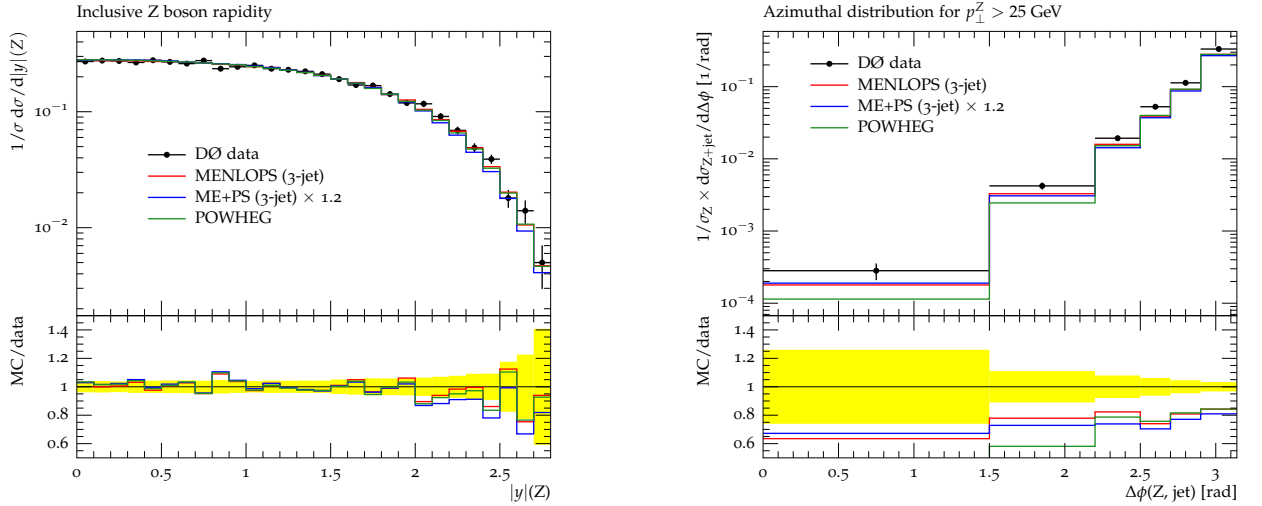 Inclusive Z boson rapidity
1/σ dσ/d|y|(Z)
10⁻¹
10⁻²
DØ data
MENLOPS (3-jet)
ME+PS (3-jet) × 1.2
POWHEG
MC/data
1.4
1.2
1
0.8
0.6
0 0.5 1 1.5 2 2.5
|y|(Z)
Azimuthal distribution for p⊥^Z > 25 GeV
1/σ_Z × dσ_Z+jet/dΔϕ [1/rad]
10⁻¹
10⁻²
10⁻³
10⁻⁴
DØ data
MENLOPS (3-jet)
ME+PS (3-jet) × 1.2
POWHEG
MC/data
1.4
1.2
1
0.8
0.6
0 0.5 1 1.5 2 2.5 3
Δϕ(Z, jet) [rad]